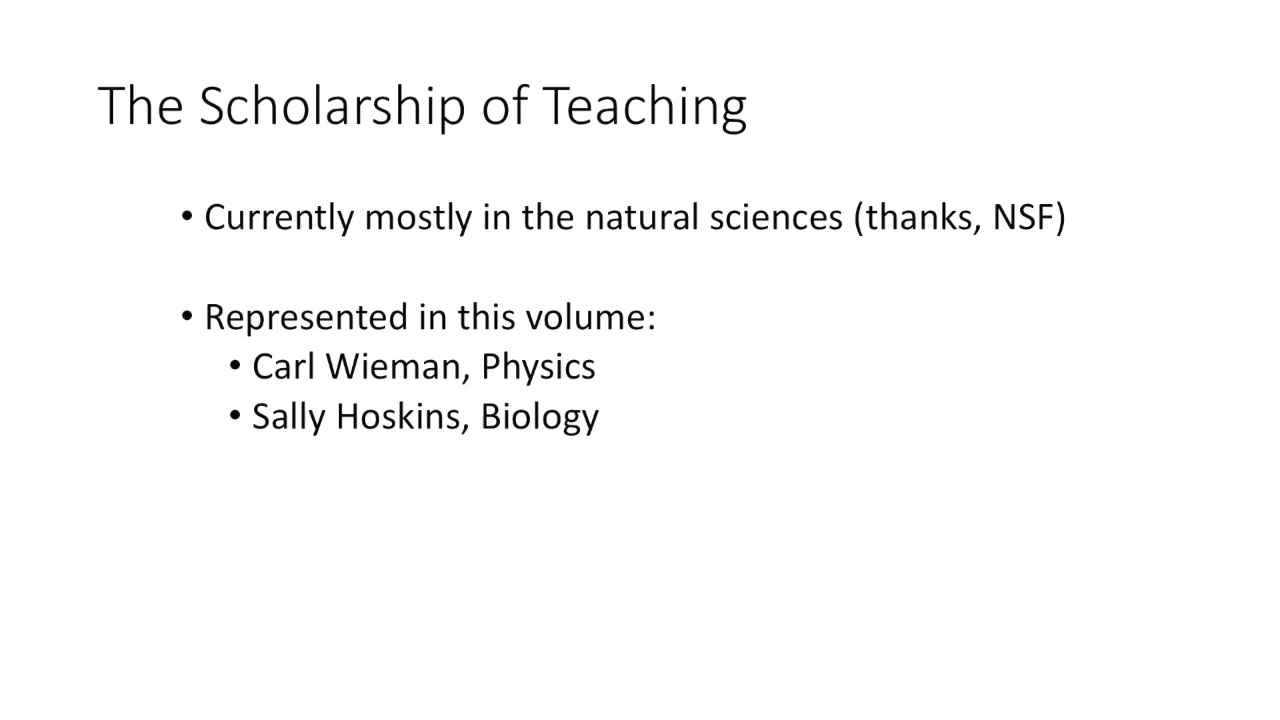 The Scholarship of Teaching
• Currently mostly in the natural sciences (thanks, NSF)
• Represented in this volume:
• Carl Wieman, Physics
• Sally Hoskins, Biology